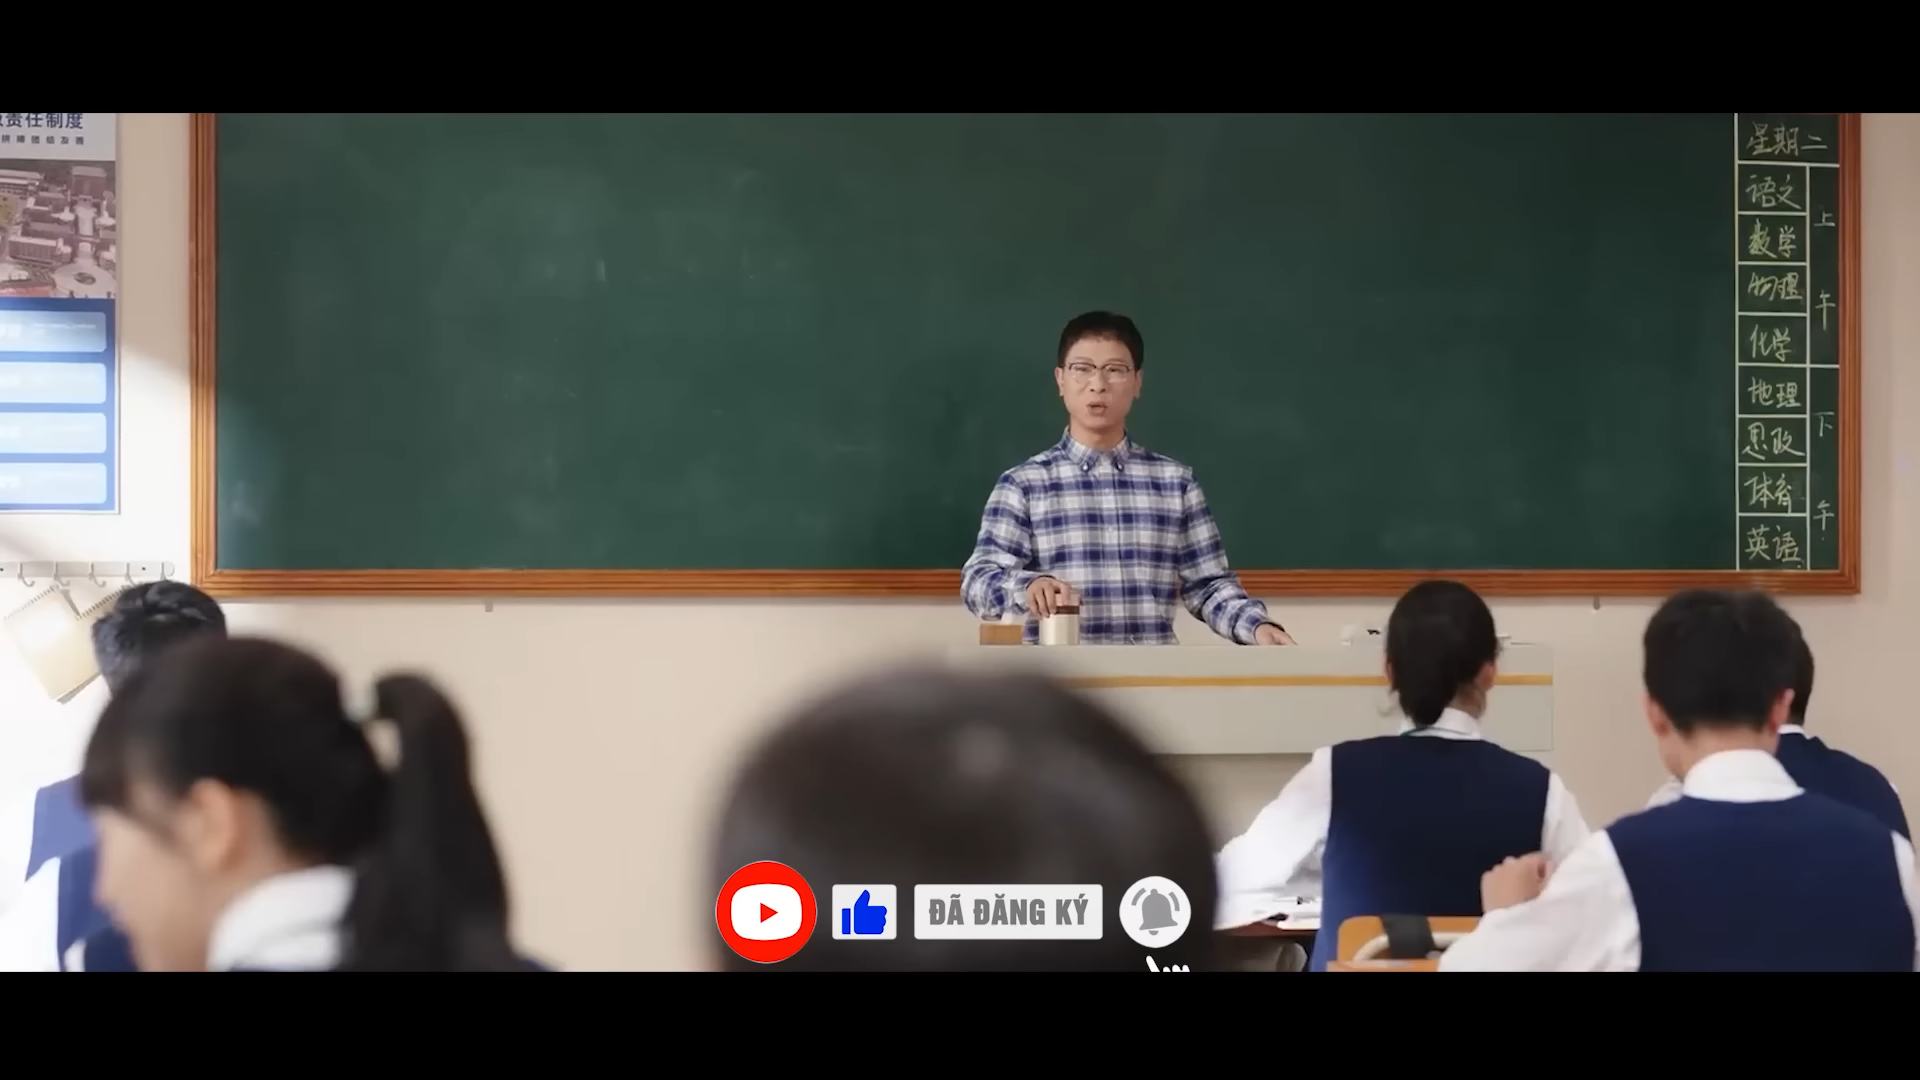 责任制度
星期二
语文
数学
物理
化学
地理
思政
体育
英语
上
午
下
午
ĐÃ ĐĂNG KÝ